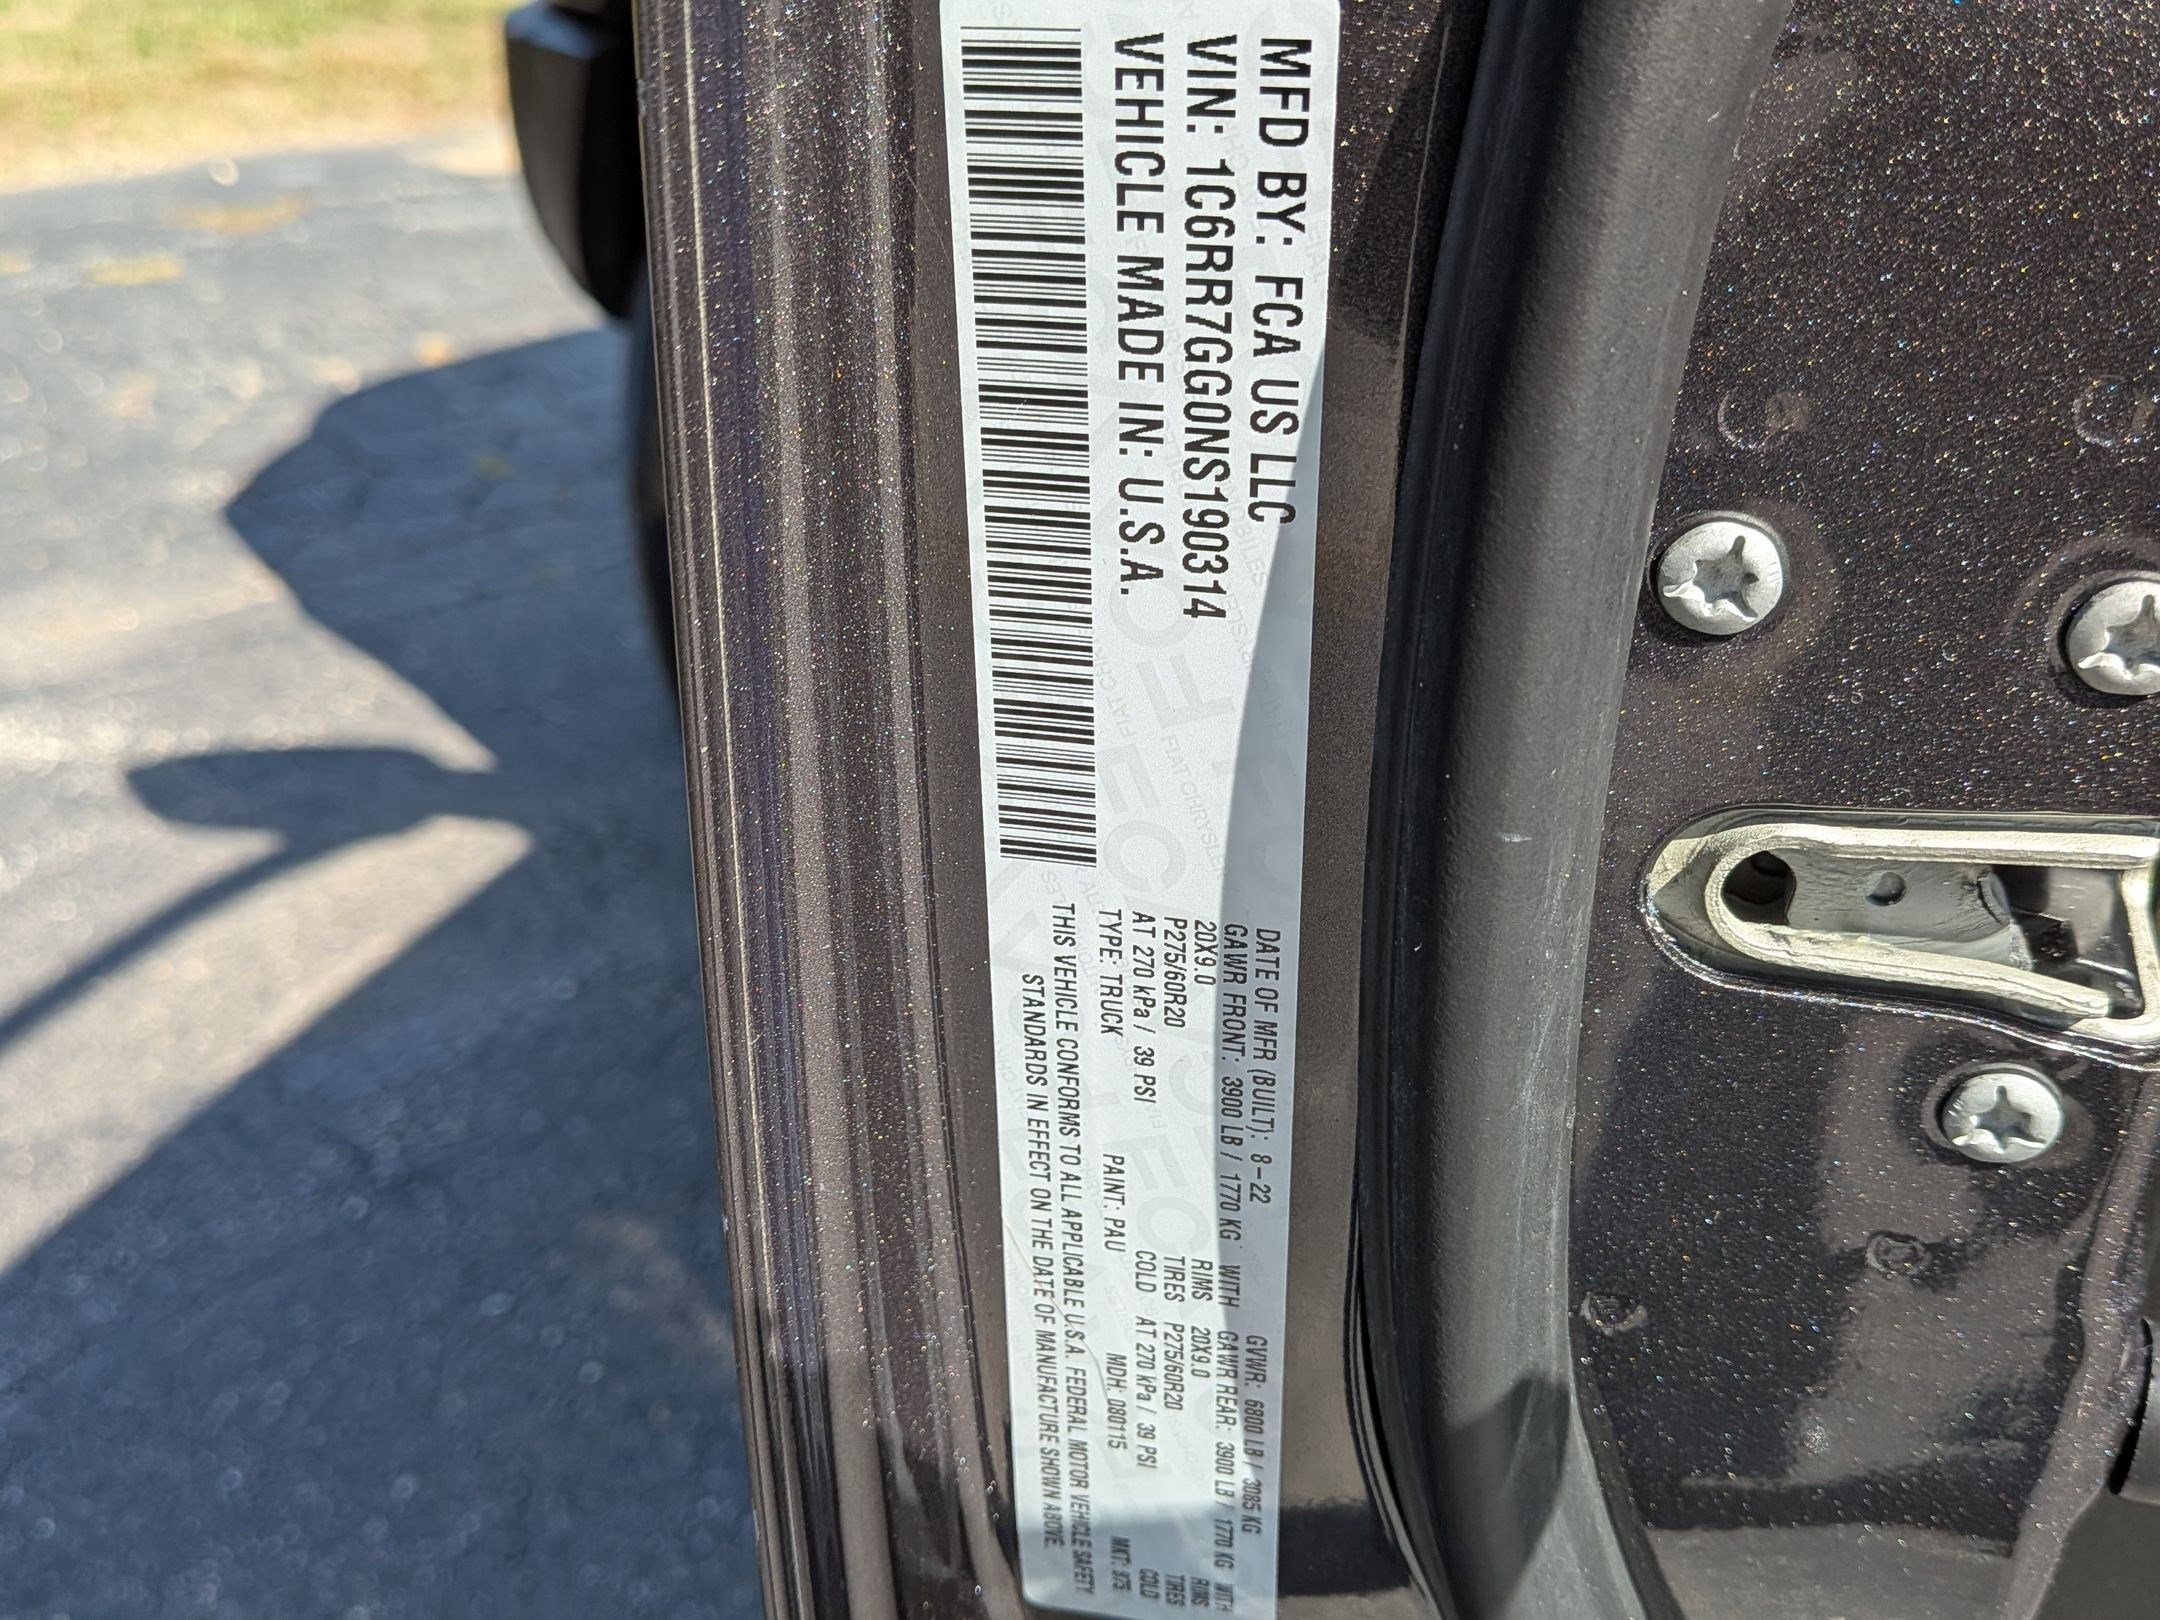 MFD BY: FCA US LLC
VIN: 1C6RR7GG0NS190314
VEHICLE MADE IN: U.S.A.
DATE OF MFR (BUILT): 8-22 GVWR: 6800 LB / 3085 KG
GAWR FRONT: 3900 LB / 1770 KG WITH GAWR REAR: 3900 LB / 1770 KG WITH
20X9.0 RIMS 20X9.0 RIMS
P275/60R20 TIRES P275/60R20 TIRES
AT 270 kPa / 39 PSI COLD AT 270 kPa / 39 PSI COLD
TYPE: TRUCK PAINT: PAU MDH: 080115 MKT: 875
THIS VEHICLE CONFORMS TO ALL APPLICABLE U.S.A. FEDERAL MOTOR VEHICLE SAFETY
STANDARDS IN EFFECT ON THE DATE OF MANUFACTURE SHOWN ABOVE.